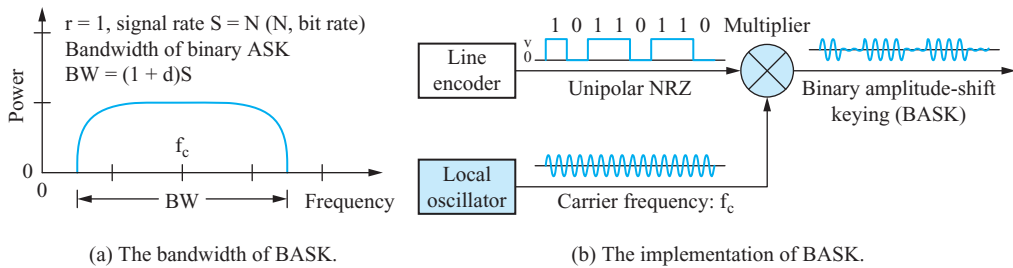 r = 1, signal rate S = N (N, bit rate)
Bandwidth of binary ASK
BW = (1 + d)S
Power
f_c
0
0
BW
Frequency
(a) The bandwidth of BASK.
1 0 1 1 0 1 1 0
Multiplier
v
0
Line
encoder
Unipolar NRZ
Binary amplitude-shift
keying (BASK)
Local
oscillator
Carrier frequency: f_c
(b) The implementation of BASK.